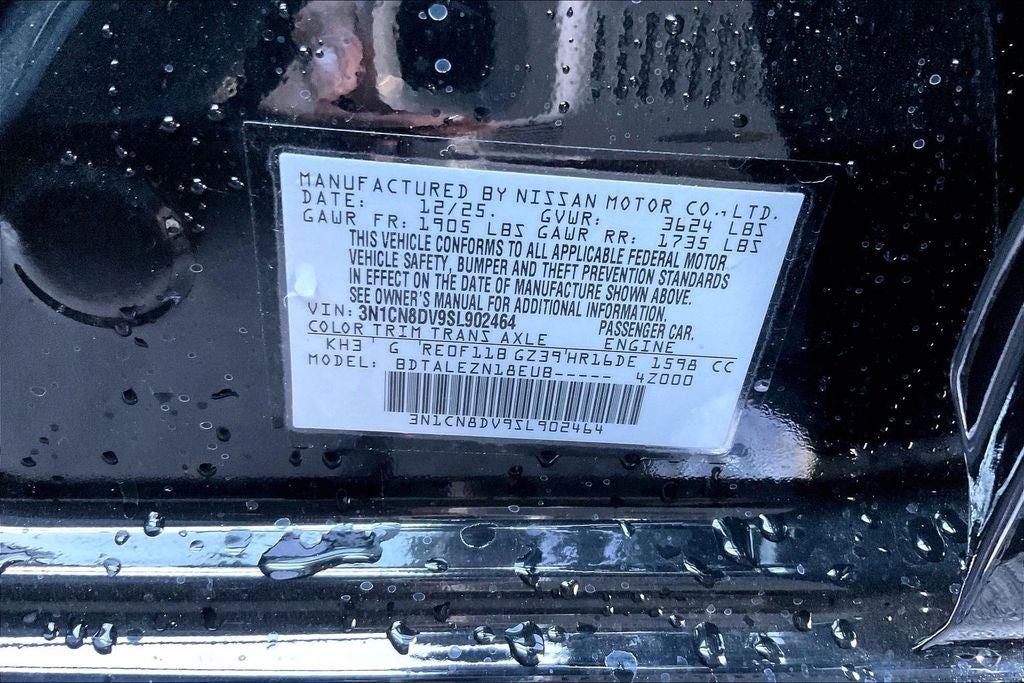 MANUFACTURED BY NISSAN MOTOR CO.,LTD.
DATE: 12/25. GVWR: 3624 LBS
GAWR FR: 1905 LBS GAWR RR: 1735 LBS
THIS VEHICLE CONFORMS TO ALL APPLICABLE FEDERAL MOTOR
VEHICLE SAFETY, BUMPER AND THEFT PREVENTION STANDARDS
IN EFFECT ON THE DATE OF MANUFACTURE SHOWN ABOVE.
SEE OWNER'S MANUAL FOR ADDITIONAL INFORMATION.
VIN: 3N1CN8DV9SL902464 PASSENGER CAR.
COLOR TRIM TRANS AXLE ENGINE
KH3 G RE0F11B GZ39 HR16DE 1598 CC
MODEL: BDTALEZN18EUB----- 4Z000
3N1CN8DV9SL902464